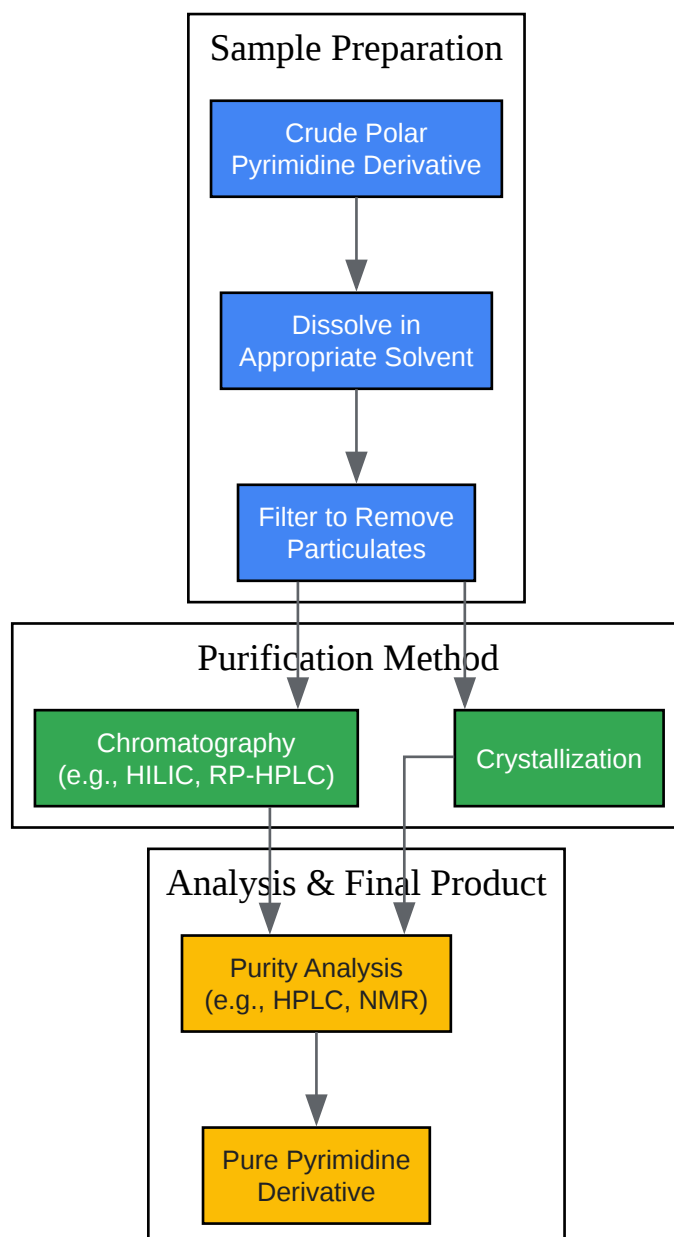 Sample Preparation
Crude Polar
Pyrimidine Derivative
Dissolve in
Appropriate Solvent
Filter to Remove
Particulates
Purification Method
Chromatography
(e.g., HILIC, RP-HPLC)
Crystallization
Analysis & Final Product
Purity Analysis
(e.g., HPLC, NMR)
Pure Pyrimidine
Derivative